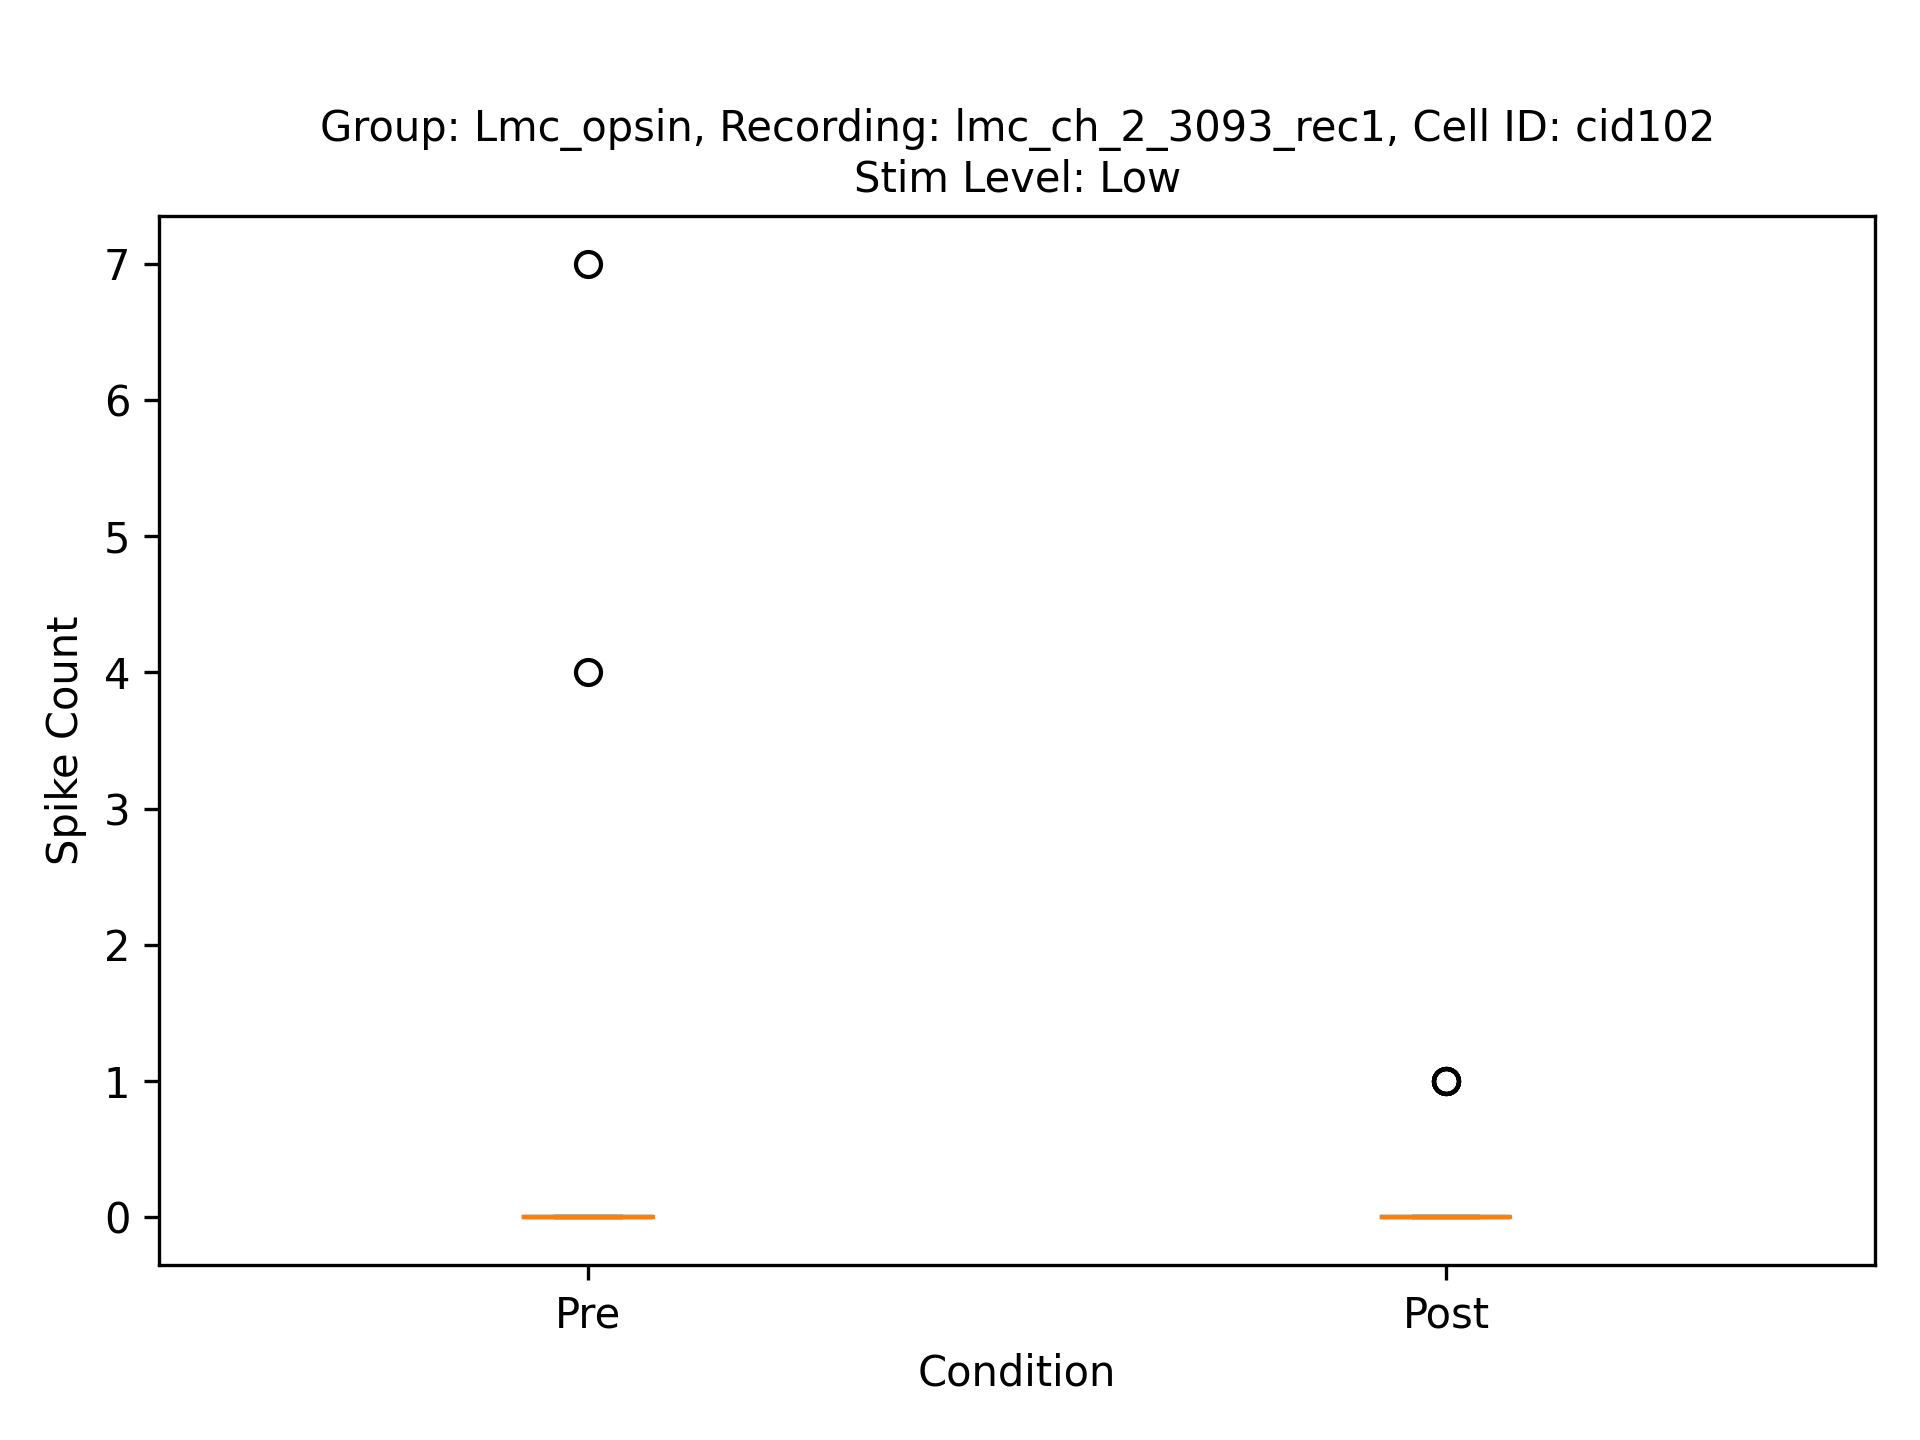 Group: Lmc_opsin, Recording: lmc_ch_2_3093_rec1, Cell ID: cid102
Stim Level: Low
7
6
5
4
3
2
1
0
Spike Count
Pre
Post
Condition